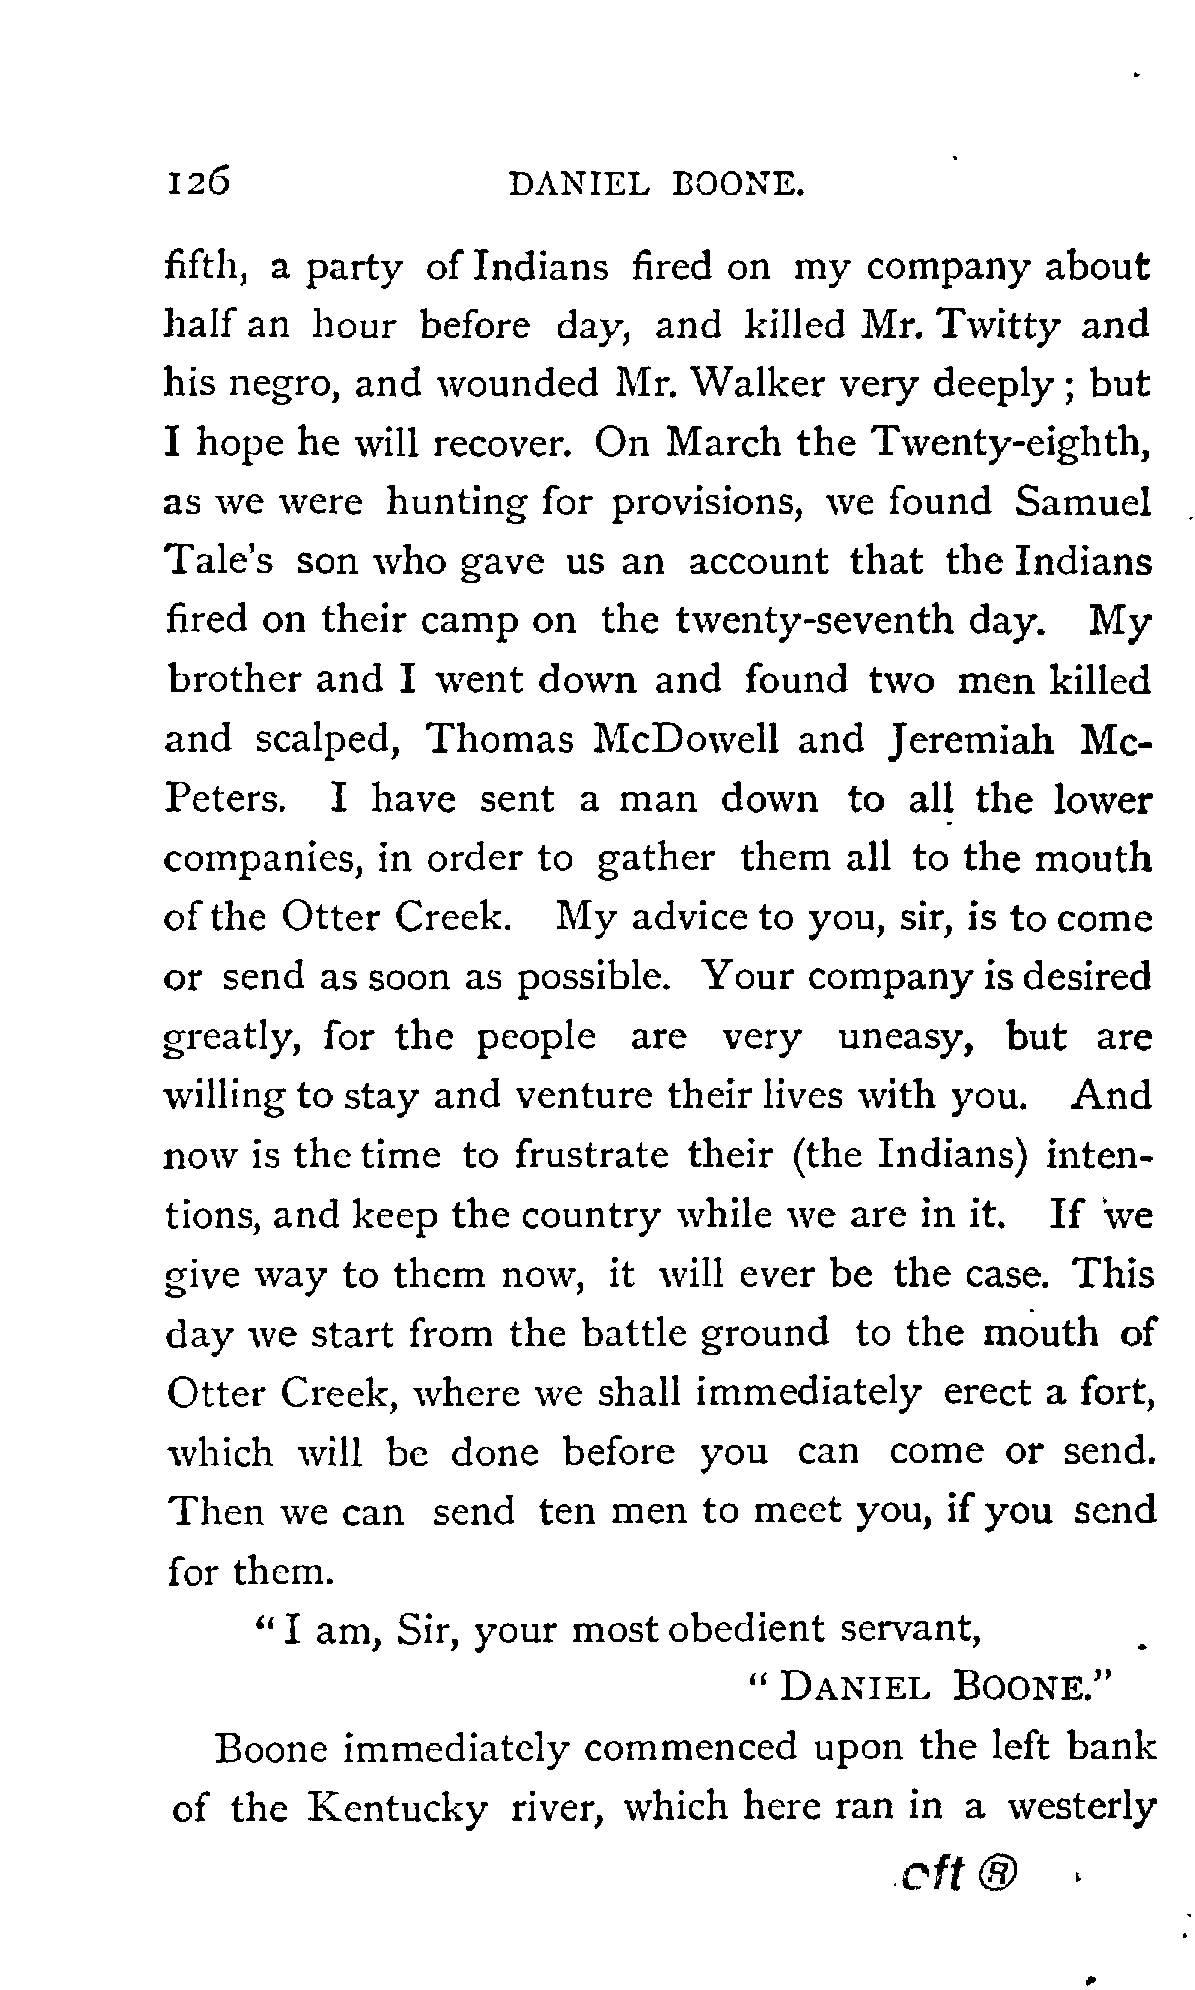 126 DANIEL BOONE.
fifth, a party of Indians fired on my company about
half an hour before day, and killed Mr. Twitty and
his negro, and wounded Mr. Walker very deeply ; but
I hope he will recover. On March the Twenty-eighth,
as we were hunting for provisions, we found Samuel
Tale's son who gave us an account that the Indians
fired on their camp on the twenty-seventh day. My
brother and I went down and found two men killed
and scalped, Thomas McDowell and Jeremiah Mc-
Peters. I have sent a man down to all the lower
companies, in order to gather them all to the mouth
of the Otter Creek. My advice to you, sir, is to come
or send as soon as possible. Your company is desired
greatly, for the people are very uneasy, but are
willing to stay and venture their lives with you. And
now is the time to frustrate their (the Indians) inten-
tions, and keep the country while we are in it. If we
give way to them now, it will ever be the case. This
day we start from the battle ground to the mouth of
Otter Creek, where we shall immediately erect a fort,
which will be done before you can come or send.
Then we can send ten men to meet you, if you send
for them.
" I am, Sir, your most obedient servant,
" DANIEL BOONE."
Boone immediately commenced upon the left bank
of the Kentucky river, which here ran in a westerly
oft ®